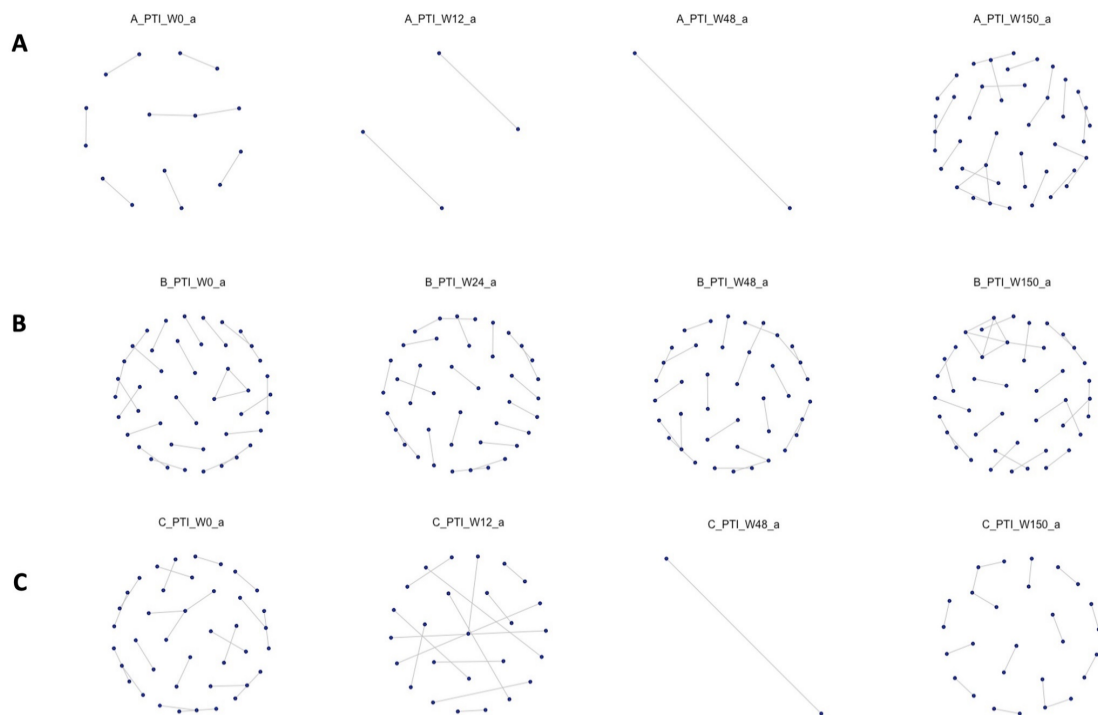 A_PTI_W0_a A_PTI_W12_a A_PTI_W48_a A_PTI_W150_a
A
B_PTI_W0_a B_PTI_W24_a B_PTI_W48_a B_PTI_W150_a
B
C_PTI_W0_a C_PTI_W12_a C_PTI_W48_a C_PTI_W150_a
C